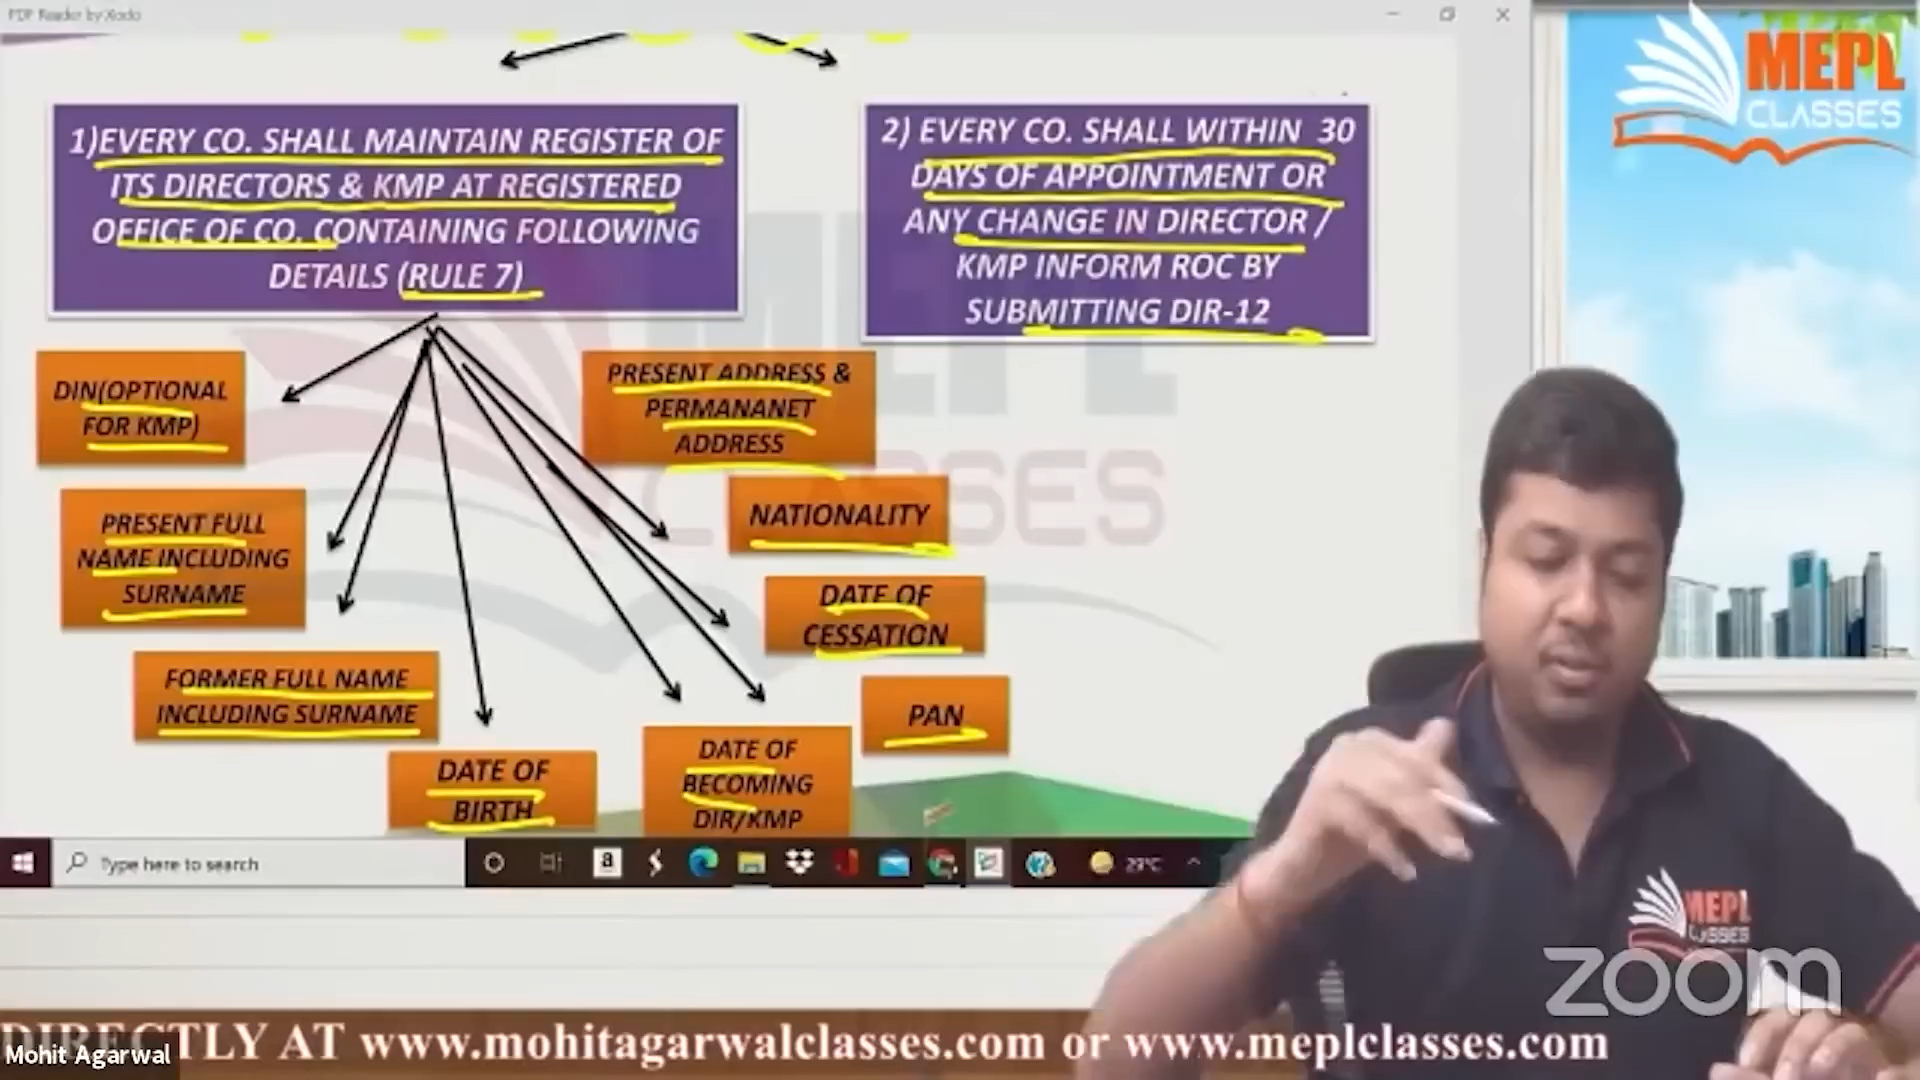 PDF Reader by Xodo
MEPL
CLASSES
1)EVERY CO. SHALL MAINTAIN REGISTER OF
ITS DIRECTORS & KMP AT REGISTERED
OFFICE OF CO. CONTAINING FOLLOWING
DETAILS (RULE 7)
2) EVERY CO. SHALL WITHIN 30
DAYS OF APPOINTMENT OR
ANY CHANGE IN DIRECTOR /
KMP INFORM ROC BY
SUBMITTING DIR-12
DIN(OPTIONAL
FOR KMP)
PRESENT FULL
NAME INCLUDING
SURNAME
FORMER FULL NAME
INCLUDING SURNAME
DATE OF
BIRTH
DATE OF
BECOMING
DIR/KMP
PRESENT ADDRESS &
PERMANANET
ADDRESS
NATIONALITY
DATE OF
CESSATION
PAN
MEPL
CLASSES
Type here to search
a
29°C
MEPL
CLASSES
zoom
DIRECTLY AT www.mohitagarwalclasses.com or www.meplclasses.com
Mohit Agarwal